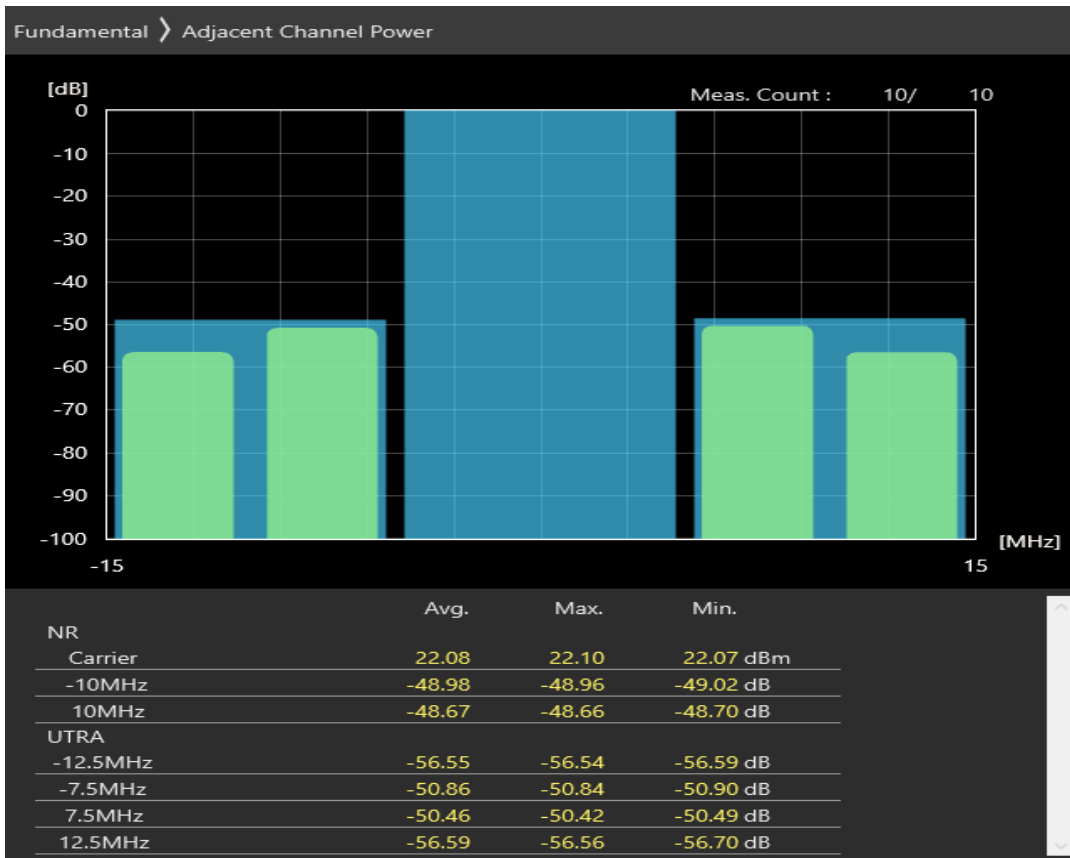 Fundamental 〉 Adjacent Channel Power
[dB]
Meas. Count : 10/ 10
0
-10
-20
-30
-40
-50
-60
-70
-80
-90
-100
[MHz]
-15 15
Avg. Max. Min.
NR
Carrier 22.08 22.10 22.07 dBm
-10MHz -48.98 -48.96 -49.02 dB
10MHz -48.67 -48.66 -48.70 dB
UTRA
-12.5MHz -56.55 -56.54 -56.59 dB
-7.5MHz -50.86 -50.84 -50.90 dB
7.5MHz -50.46 -50.42 -50.49 dB
12.5MHz -56.59 -56.56 -56.70 dB